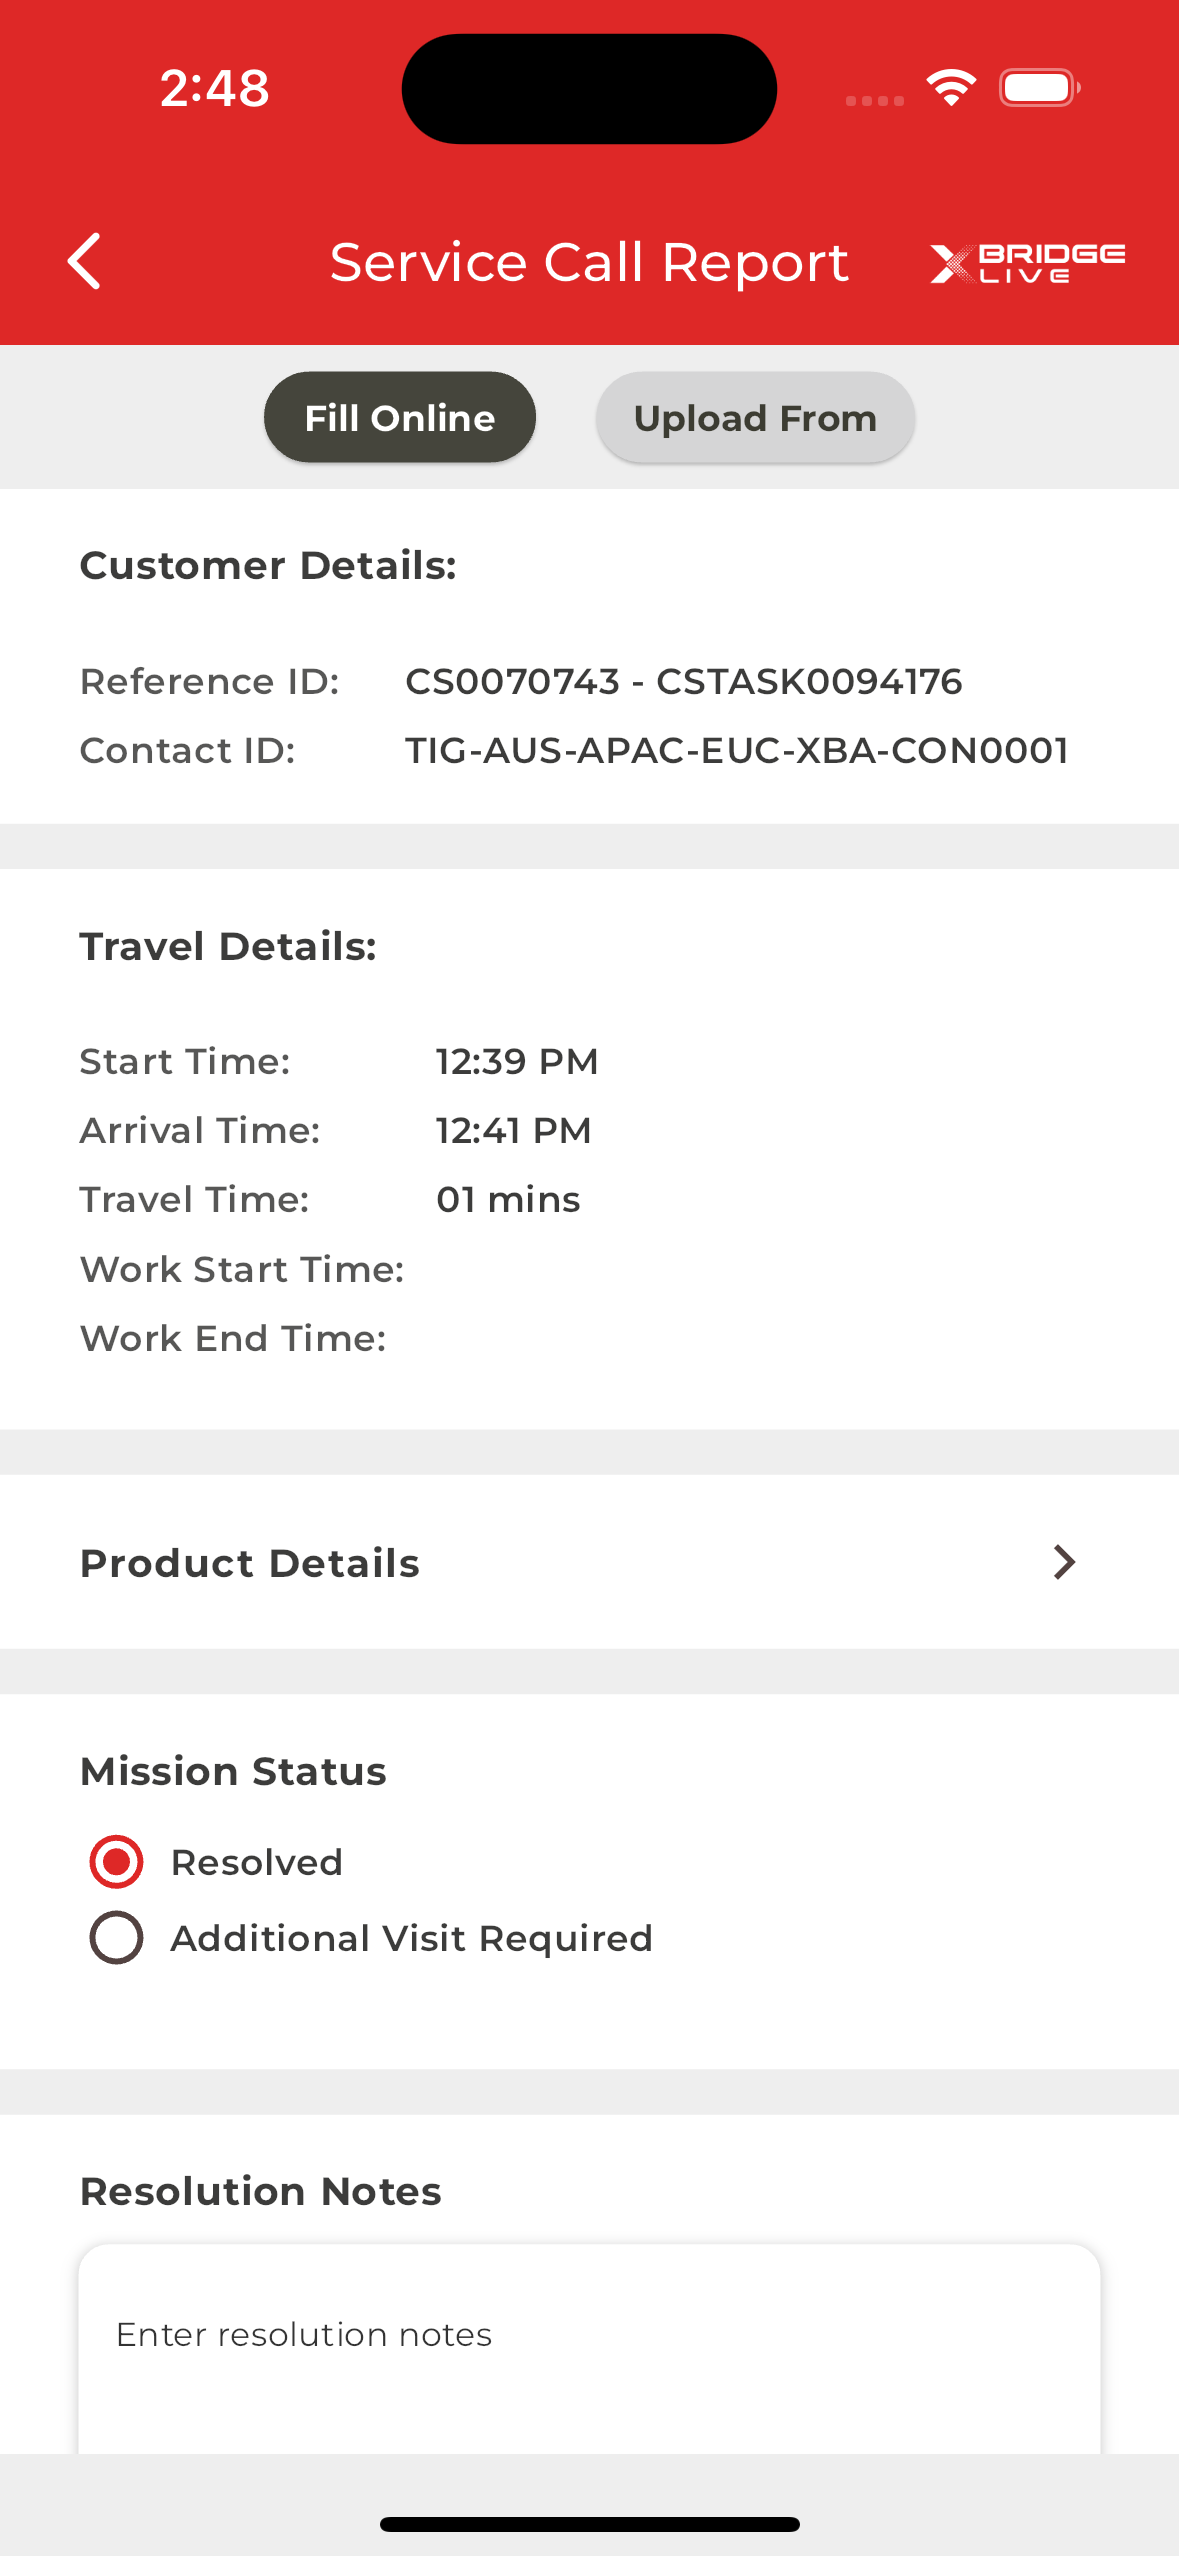 2:48
Service Call Report
BRIDGE
LIVE
Fill Online
Upload From
Customer Details:
Reference ID: CS0070743 - CSTASK0094176
Contact ID: TIG-AUS-APAC-EUC-XBA-CON0001
Travel Details:
Start Time: 12:39 PM
Arrival Time: 12:41 PM
Travel Time: 01 mins
Work Start Time:
Work End Time:
Product Details
Mission Status
Resolved
Additional Visit Required
Resolution Notes
Enter resolution notes